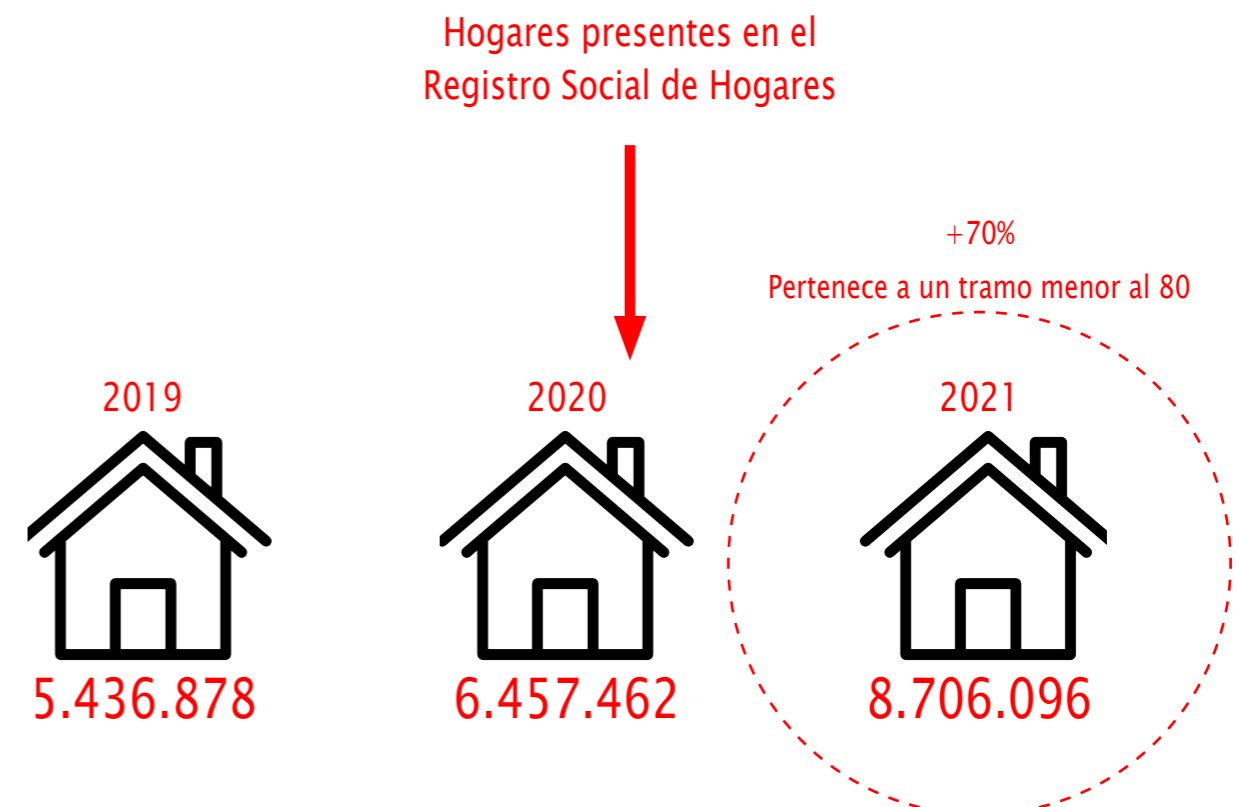 Hogares presentes en el
Registro Social de Hogares
+70%
Pertenece a un tramo menor al 80
2019
2020
2021
5.436.878
6.457.462
8.706.096